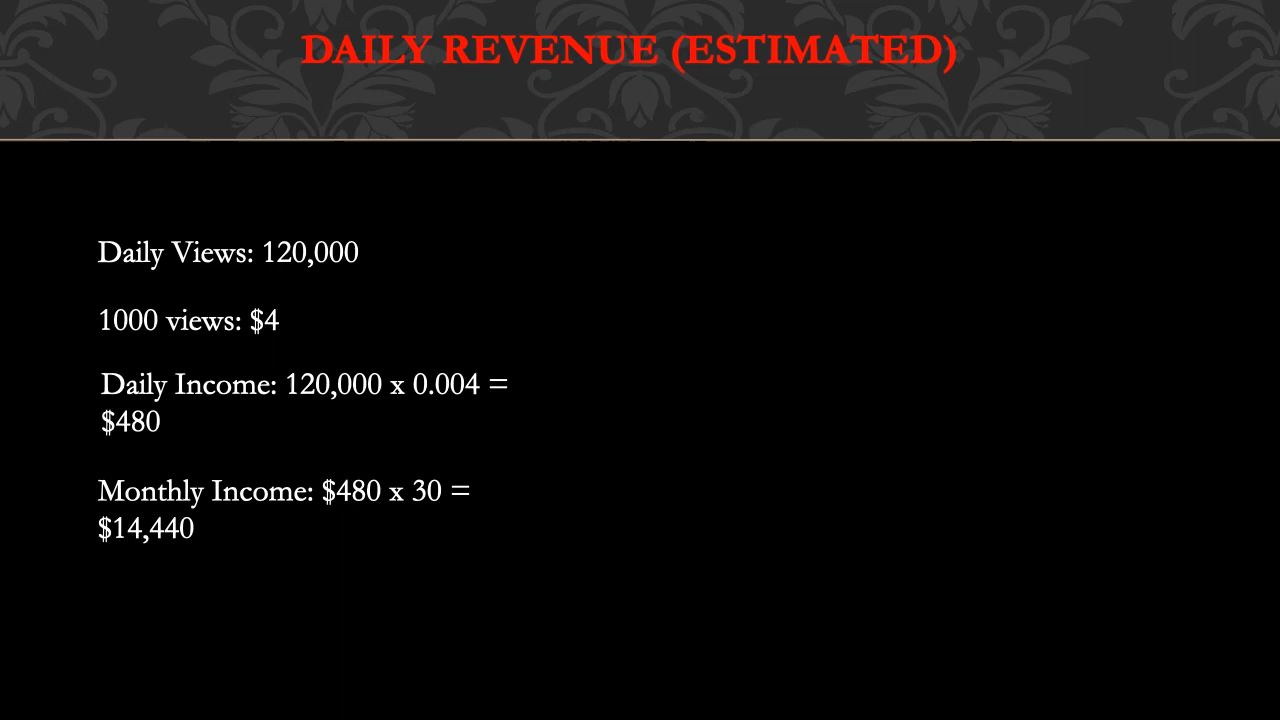 DAILY REVENUE (ESTIMATED)
Daily Views: 120,000
1000 views: $4
Daily Income: 120,000 x 0.004 =
$480
Monthly Income: $480 x 30 =
$14,440